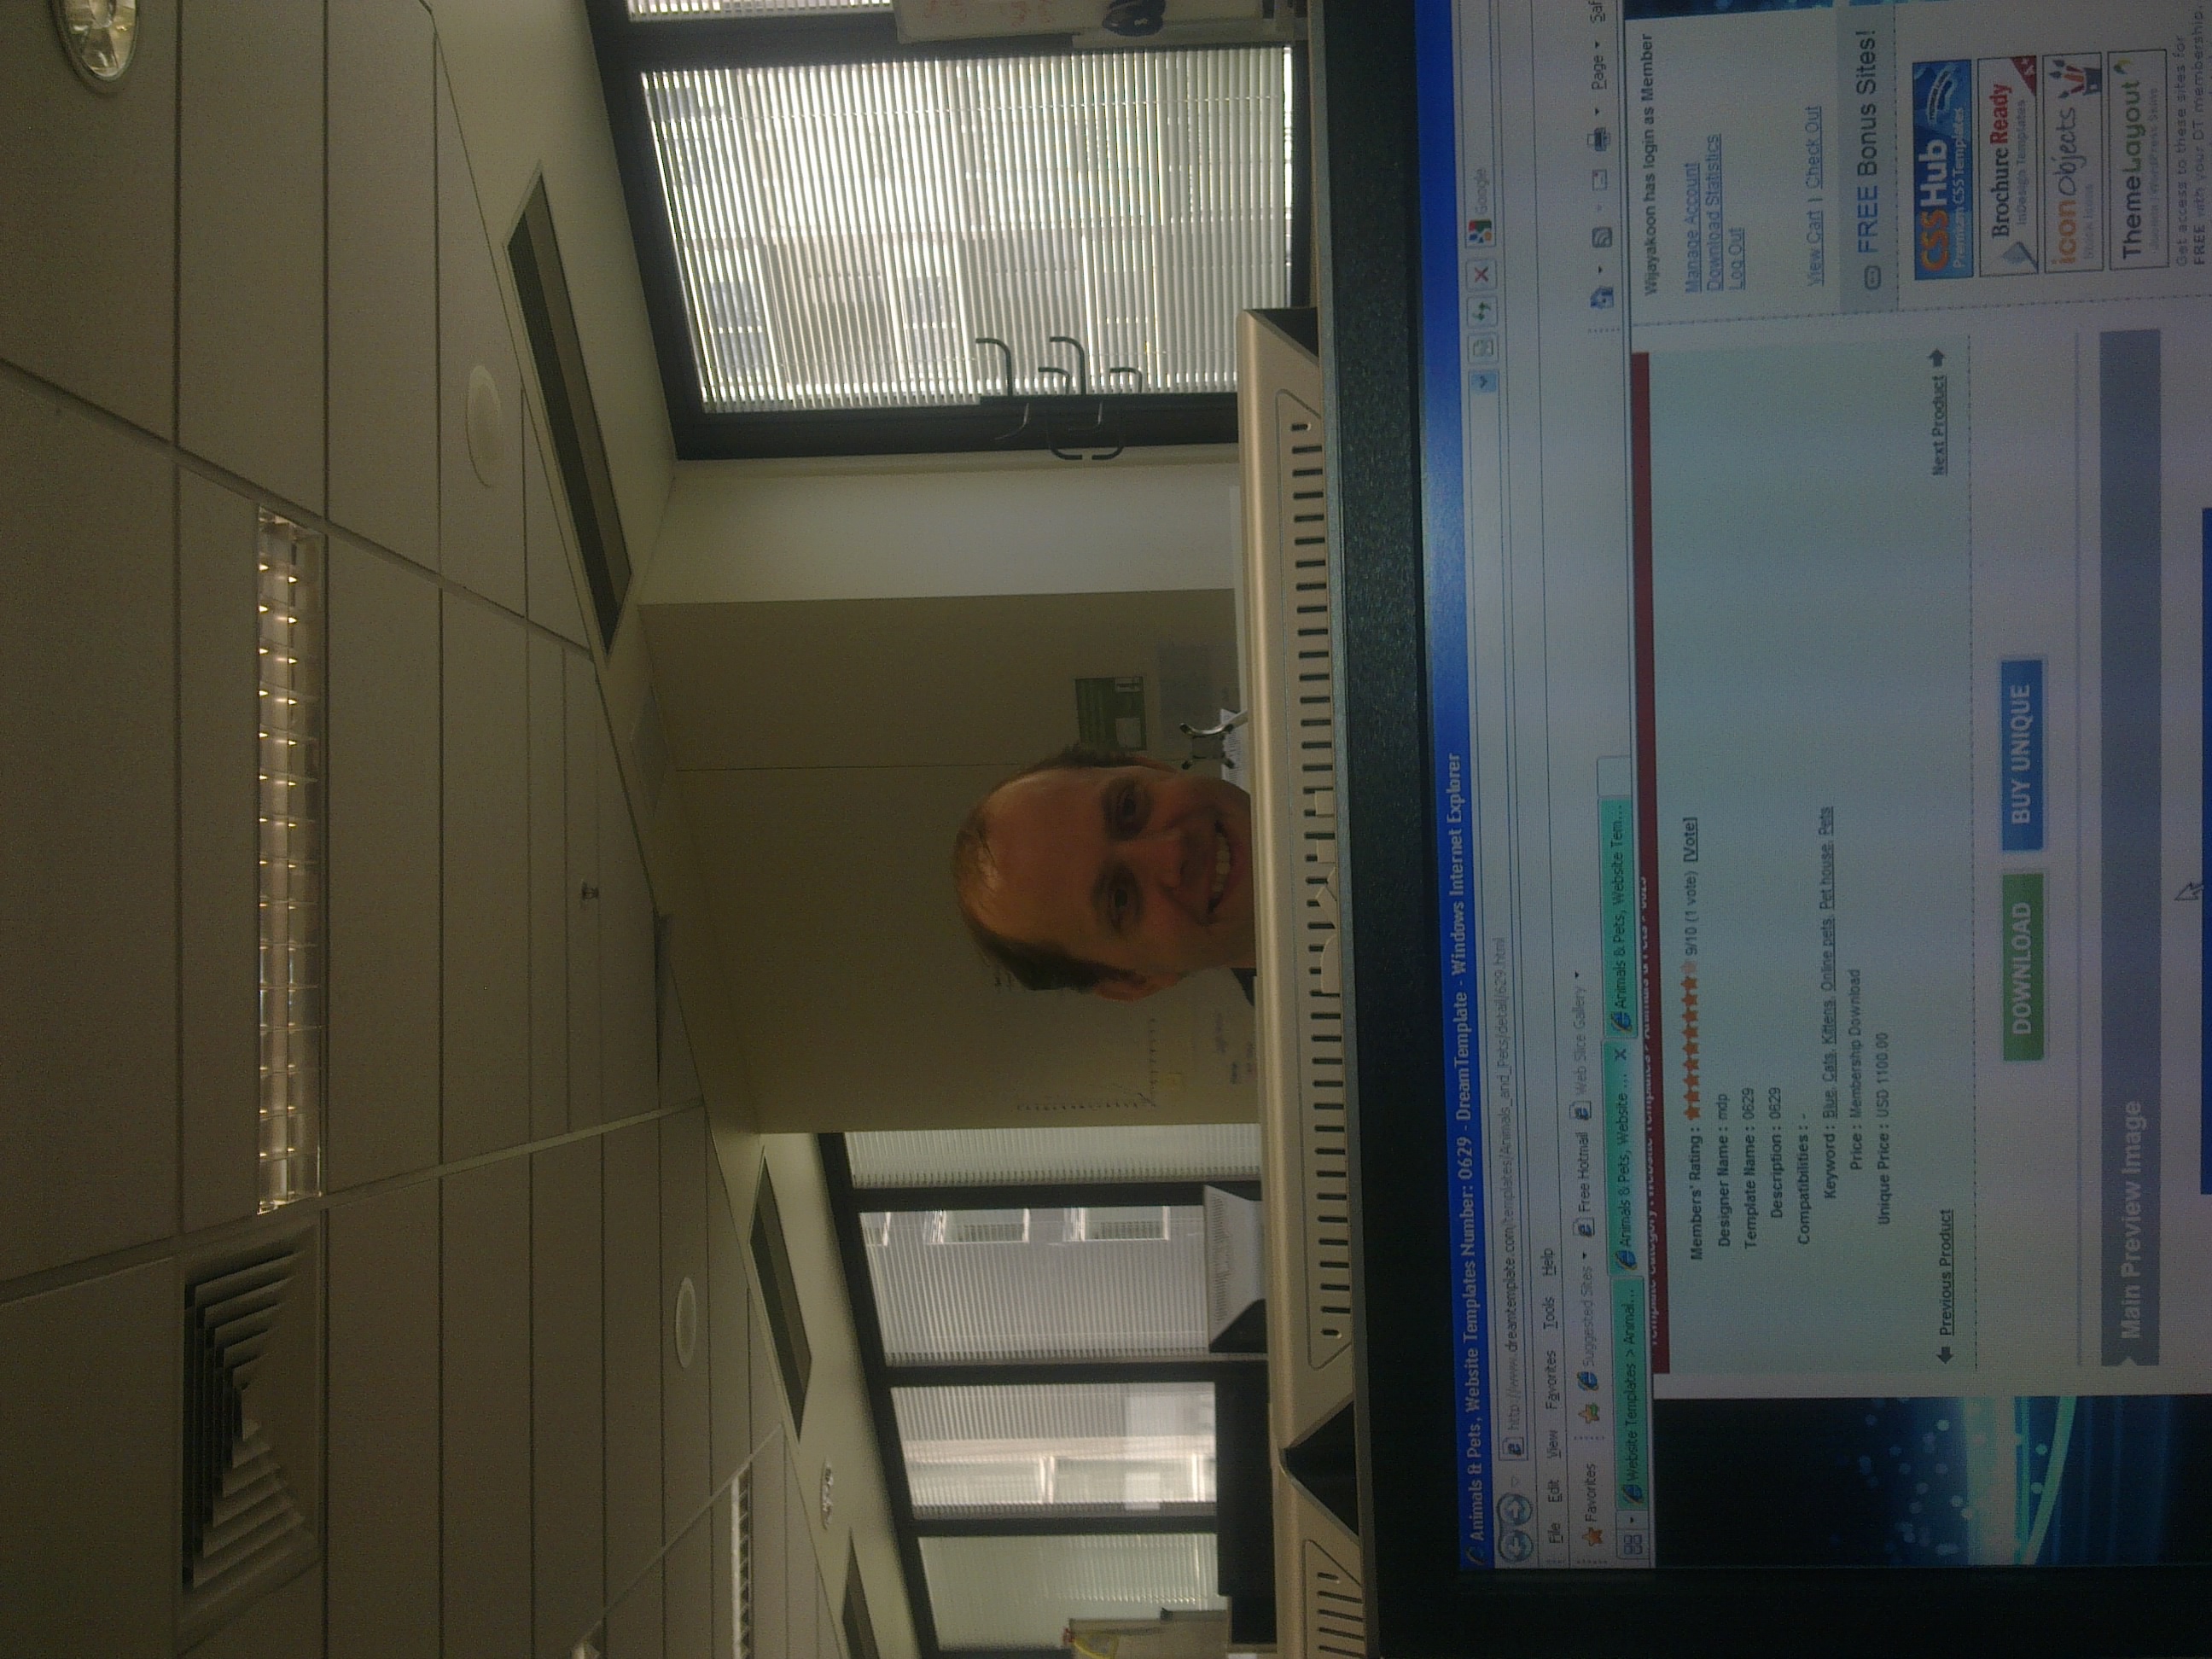 Animals & Pets, Website Templates Number: 0629 - DreamTemplate - Windows Internet Explorer
http://www.dreamtemplate.com/templates/Animals_and_Pets/detail/629.html
Google
File Edit View Favorites Tools Help
Favorites Suggested Sites Free Hotmail Web Slice Gallery
Website Templates > Animal... Animals & Pets, Website ... Animals & Pets, Website Tem... Page
Members' Rating : 9/10 (1 vote) [Vote]
Designer Name : mdp
Template Name : 0629
Description : 0629
Compatibilities : -
Keyword : Blue, Cats, Kittens, Online pets, Pet house, Pets
Price : Membership Download
Unique Price : USD 1100.00
Previous Product Next Product
DOWNLOAD BUY UNIQUE
Main Preview Image
Wijayakoon has login as Member
Manage Account
Download Statistics
Log Out
View Cart | Check Out
FREE Bonus Sites!
CSSHub
Premium CSS Templates
BrochureReady
InDesign Templates
iconObjects
Stock Icons
ThemeLayout
Get access to these sites for
FREE with your DT membership.